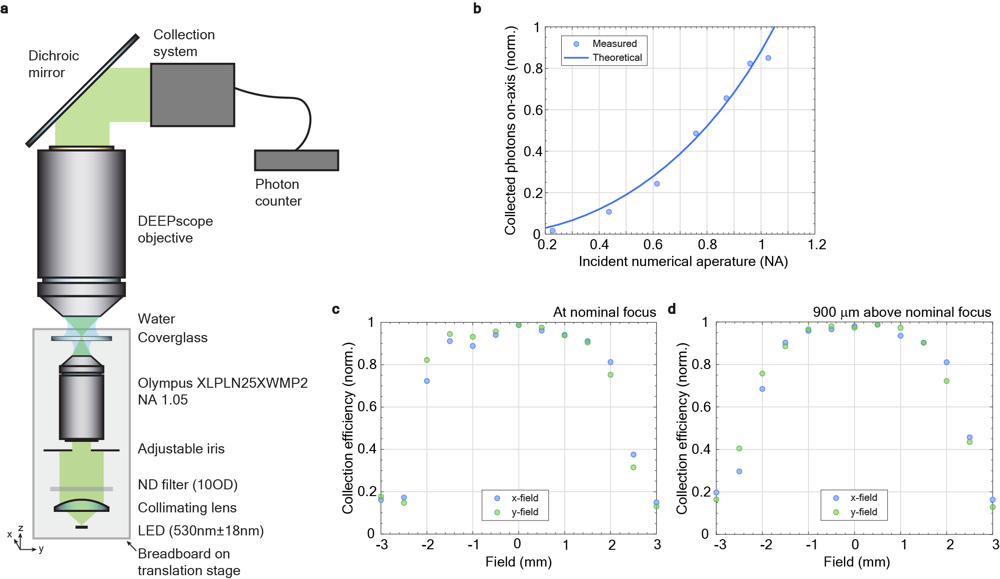 a
Dichroic
mirror
Collection
system
Photon
counter
DEEPscope
objective
Water
Coverglass
Olympus XLPLN25XWMP2
NA 1.05
Adjustable iris
ND filter (10OD)
Collimating lens
LED (530nm±18nm)
Breadboard on
translation stage
x
z
y
b
Collected photons on-axis (norm.)
1
0.8
0.6
0.4
0.2
0
Measured
Theoretical
0.2 0.4 0.6 0.8 1 1.2
Incident numerical aperture (NA)
c
At nominal focus
Collection efficiency (norm.)
1
0.8
0.6
0.4
0.2
0
x-field
y-field
-3 -2 -1 0 1 2 3
Field (mm)
d
900 μm above nominal focus
Collection efficiency (norm.)
1
0.8
0.6
0.4
0.2
0
x-field
y-field
-3 -2 -1 0 1 2 3
Field (mm)